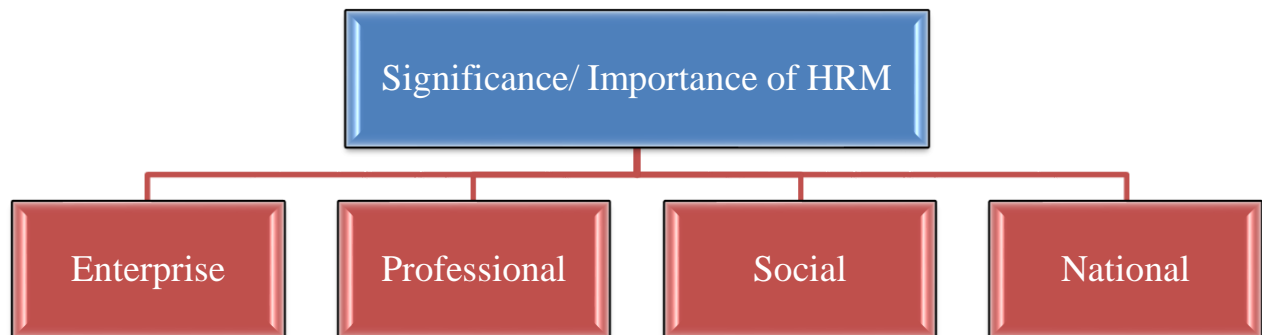 Significance/ Importance of HRM
Enterprise
Professional
Social
National